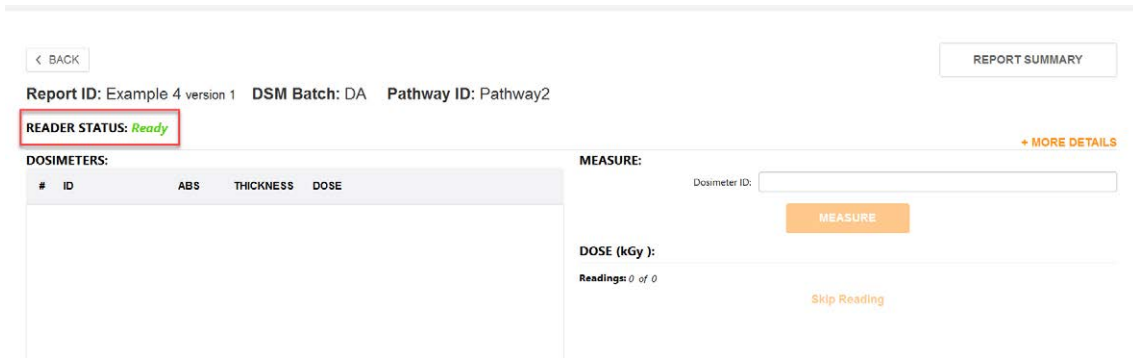 < BACK
REPORT SUMMARY
Report ID: Example 4 version 1 DSM Batch: DA Pathway ID: Pathway2
READER STATUS: Ready
+ MORE DETAILS
DOSIMETERS:
# ID ABS THICKNESS DOSE
MEASURE:
Dosimeter ID:
MEASURE
DOSE (kGy ):
Readings: 0 of 0
Skip Reading